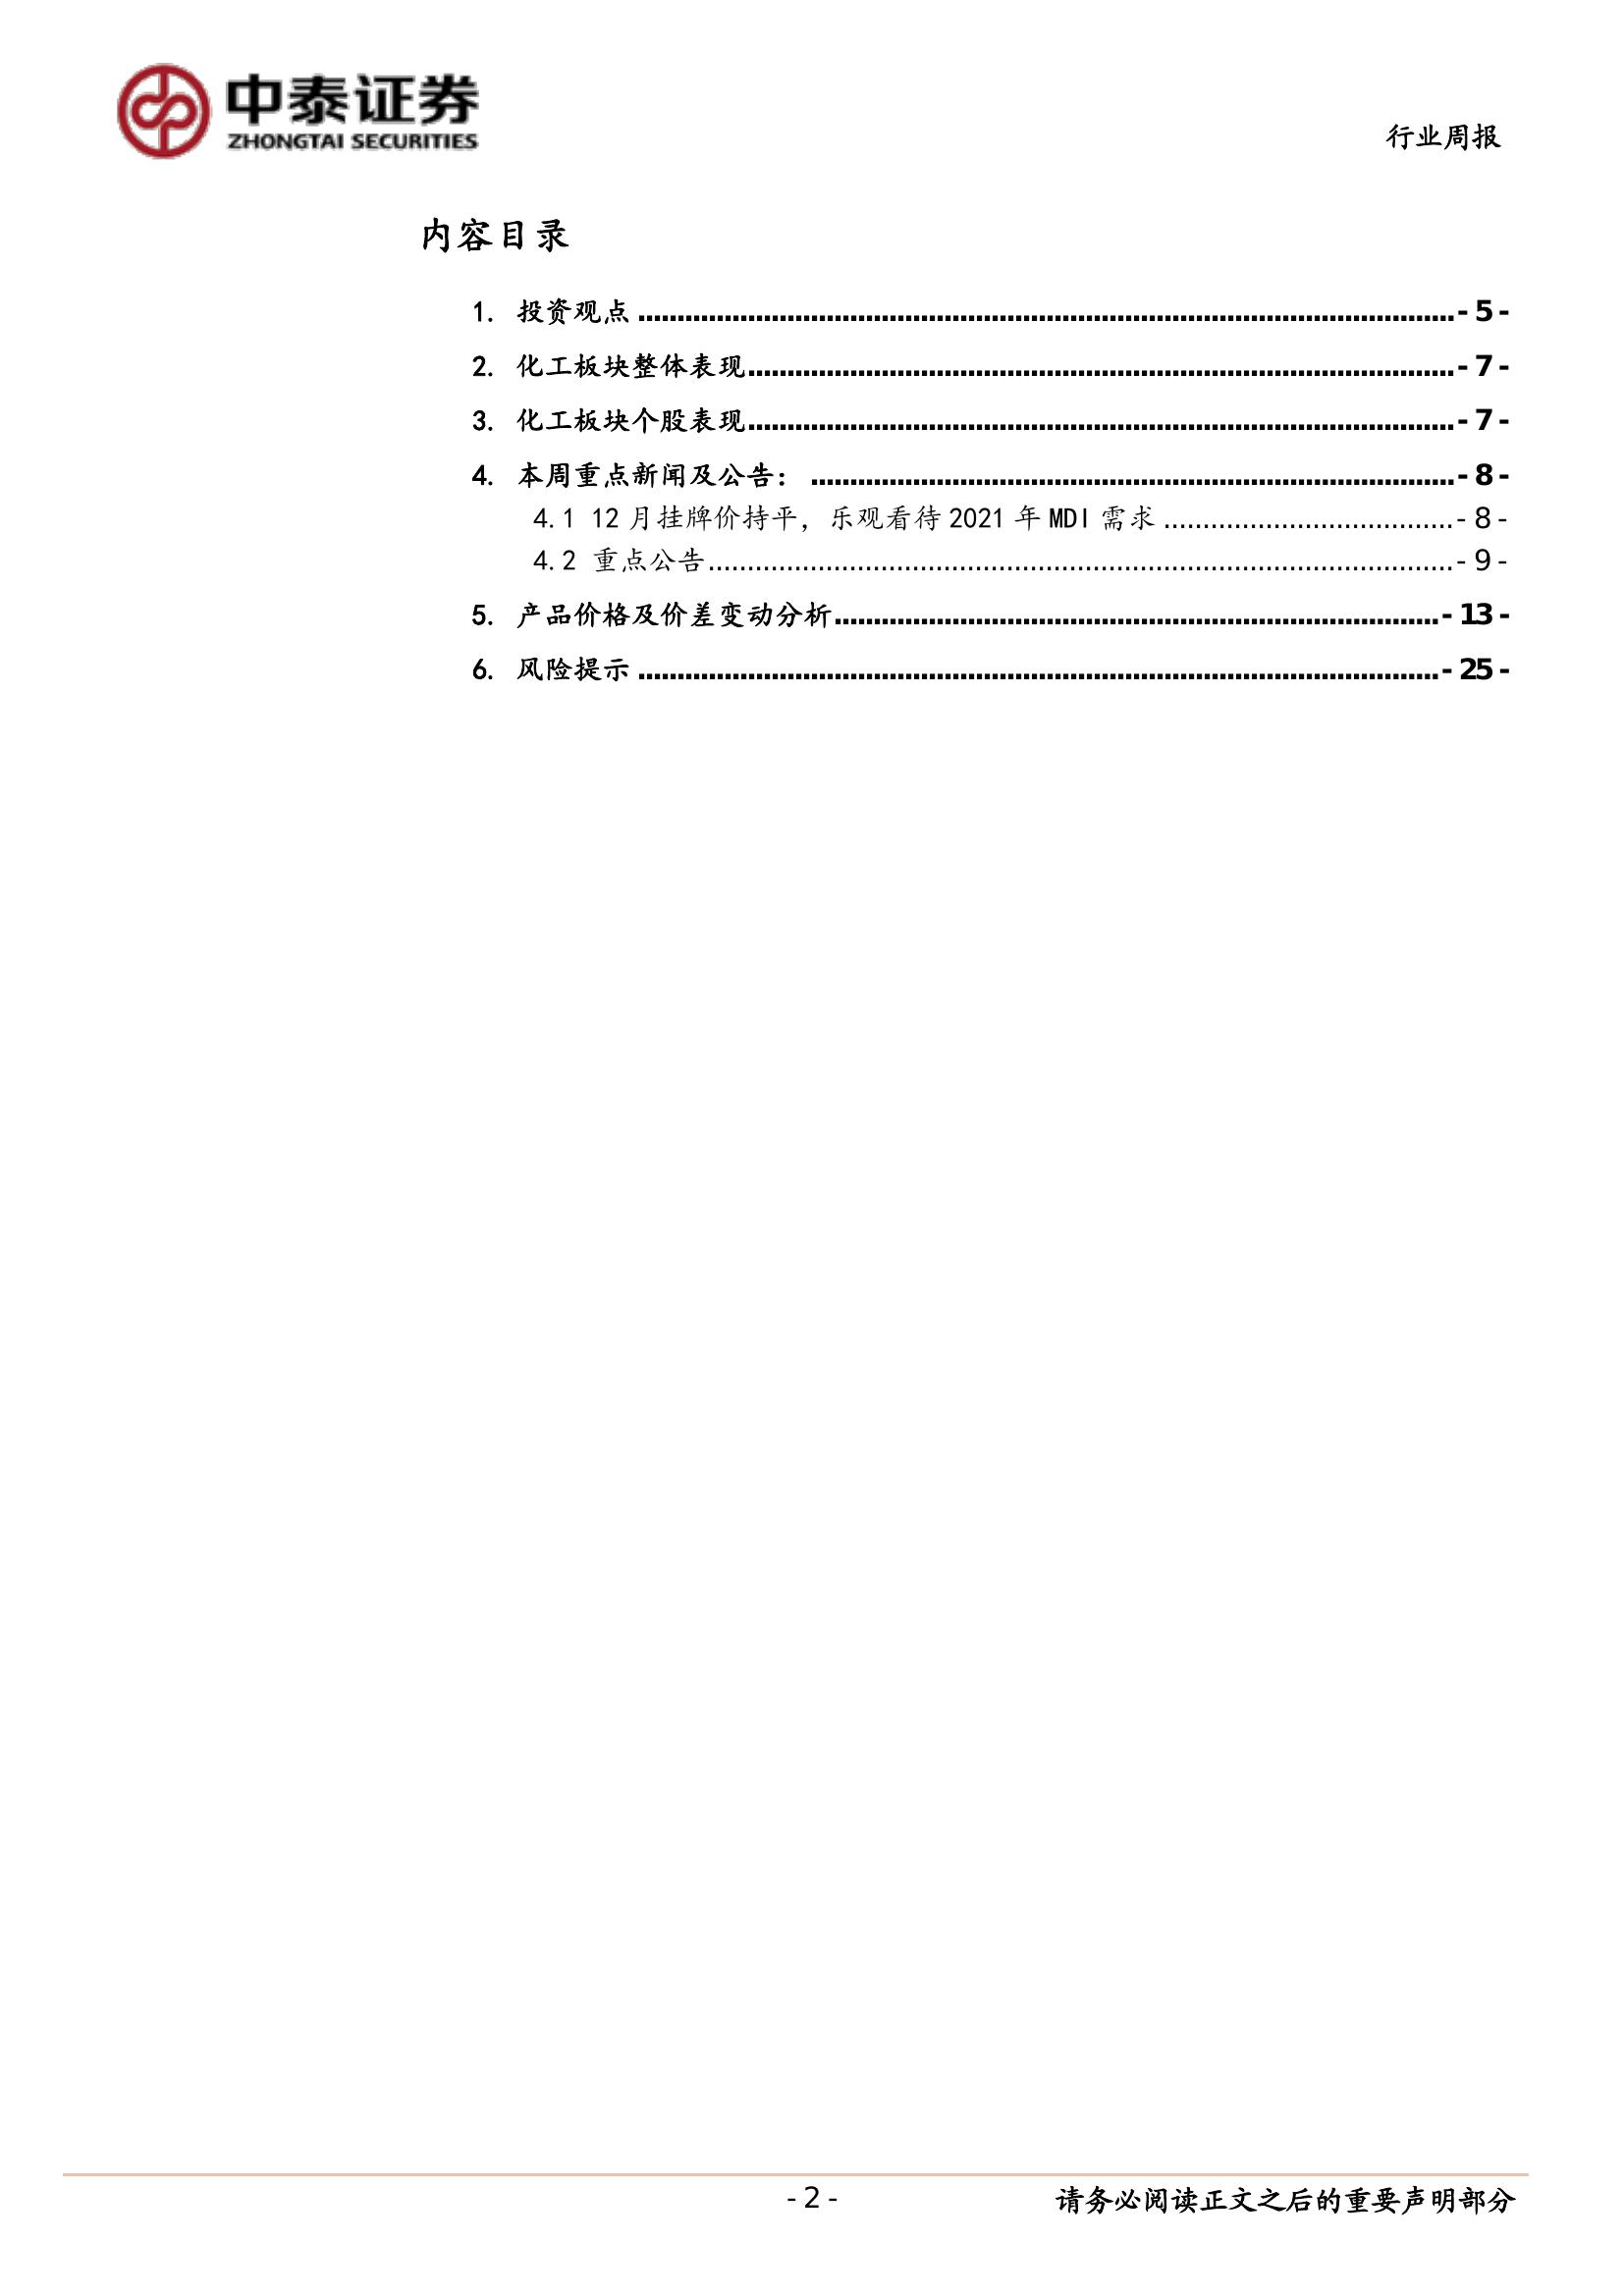 中泰证券
ZHONGTAI SECURITIES
行业周报
内容目录
1. 投资观点 ........................................................................................................ - 5 -
2. 化工板块整体表现 .......................................................................................... - 7 -
3. 化工板块个股表现 .......................................................................................... - 7 -
4. 本周重点新闻及公告： .................................................................................. - 8 -
4.1 12 月挂牌价持平，乐观看待 2021 年 MDI 需求 ..................................... - 8 -
4.2 重点公告 ............................................................................................... - 9 -
5. 产品价格及价差变动分析 ............................................................................. - 13 -
6. 风险提示 ...................................................................................................... - 25 -
- 2 -
请务必阅读正文之后的重要声明部分